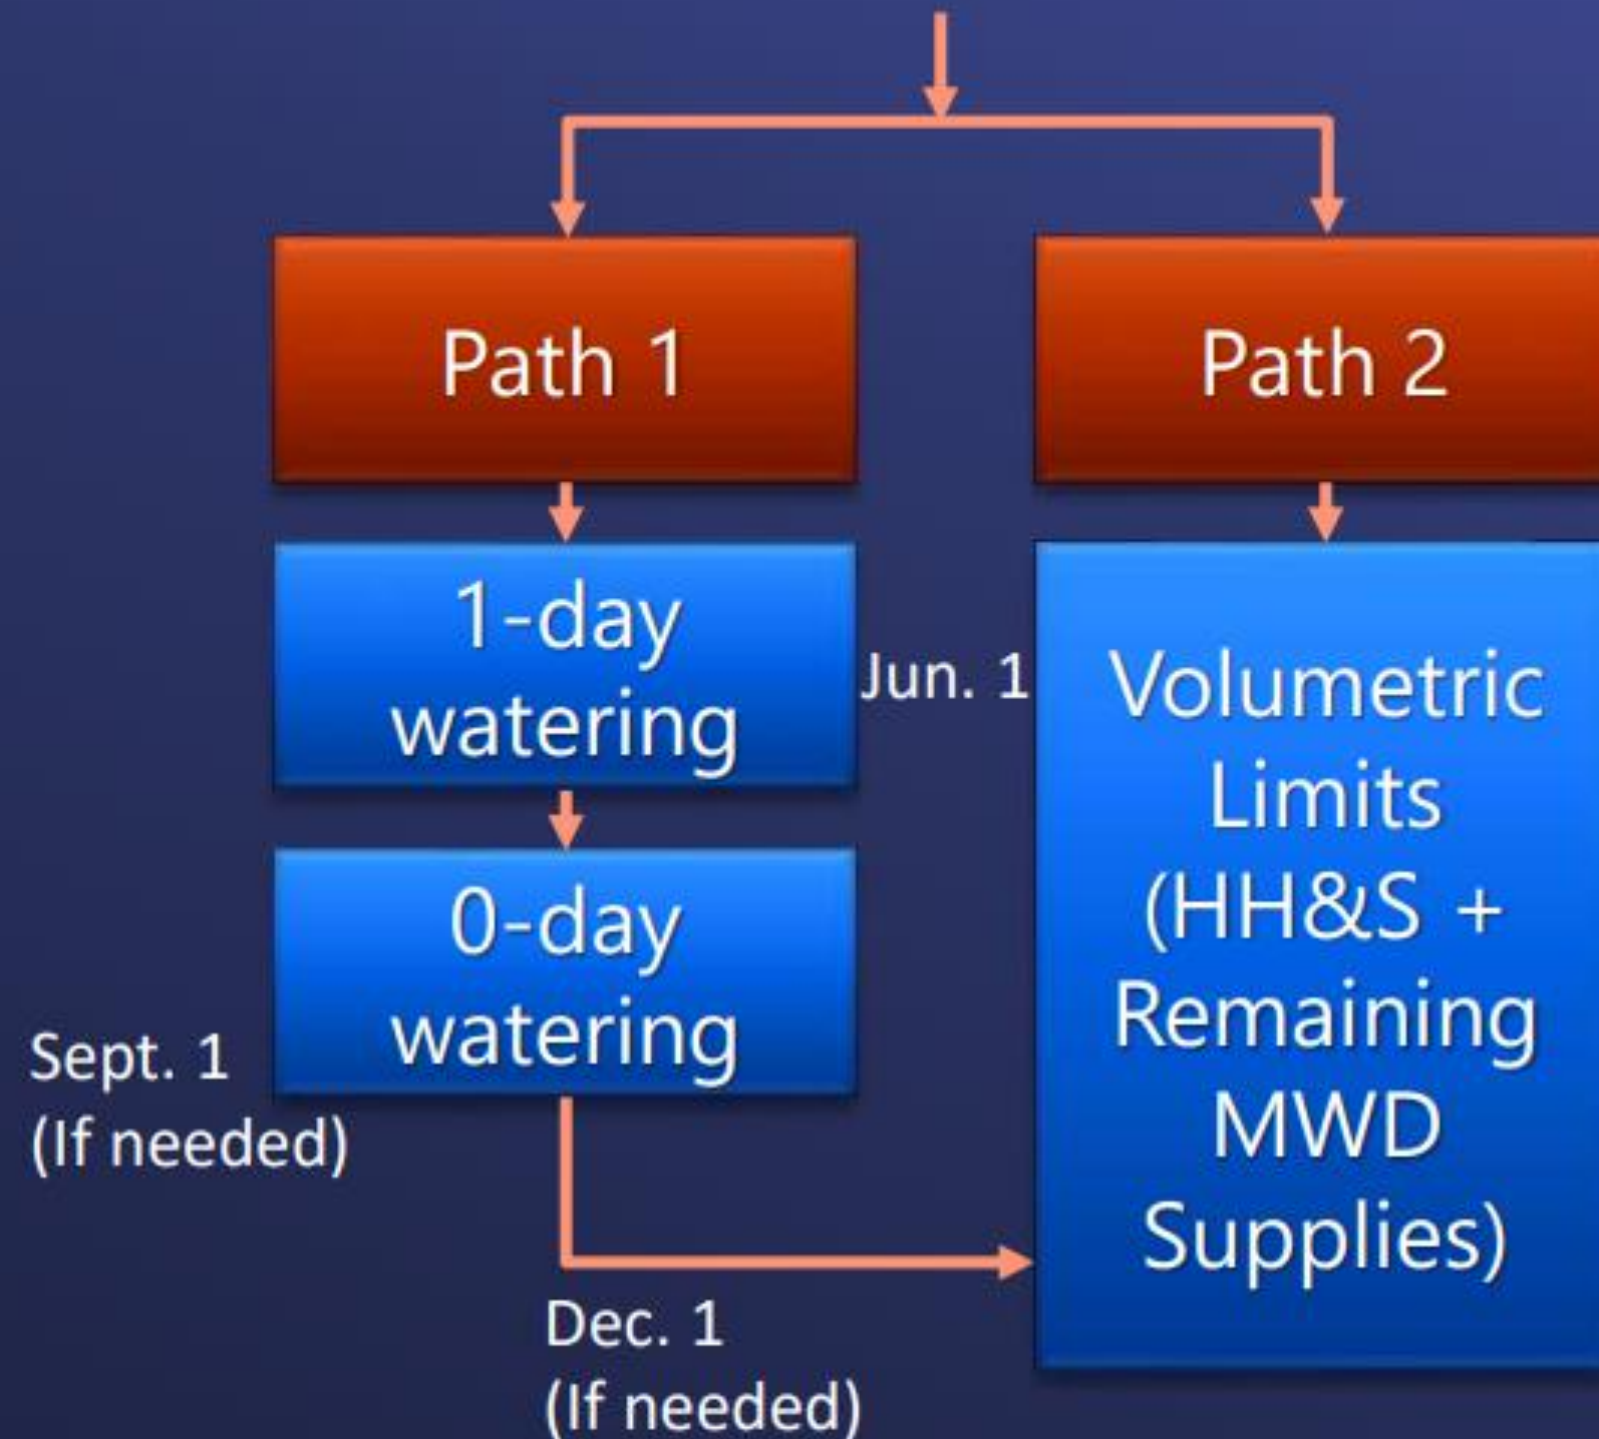 Path 1
Path 2
1-day
watering
Jun. 1
Volumetric
Limits
(HH&S +
Remaining
MWD
Supplies)
0-day
watering
Sept. 1
(If needed)
Dec. 1
(If needed)